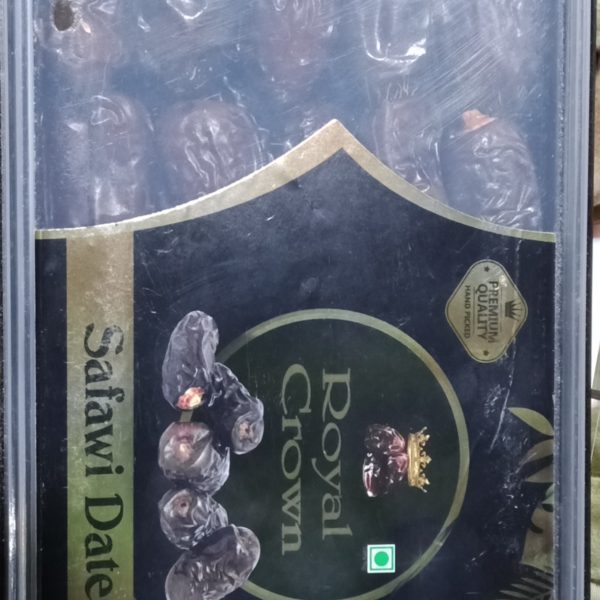 PREMIUM
QUALITY
HAND PICKED
Royal
Crown
Safawi Date